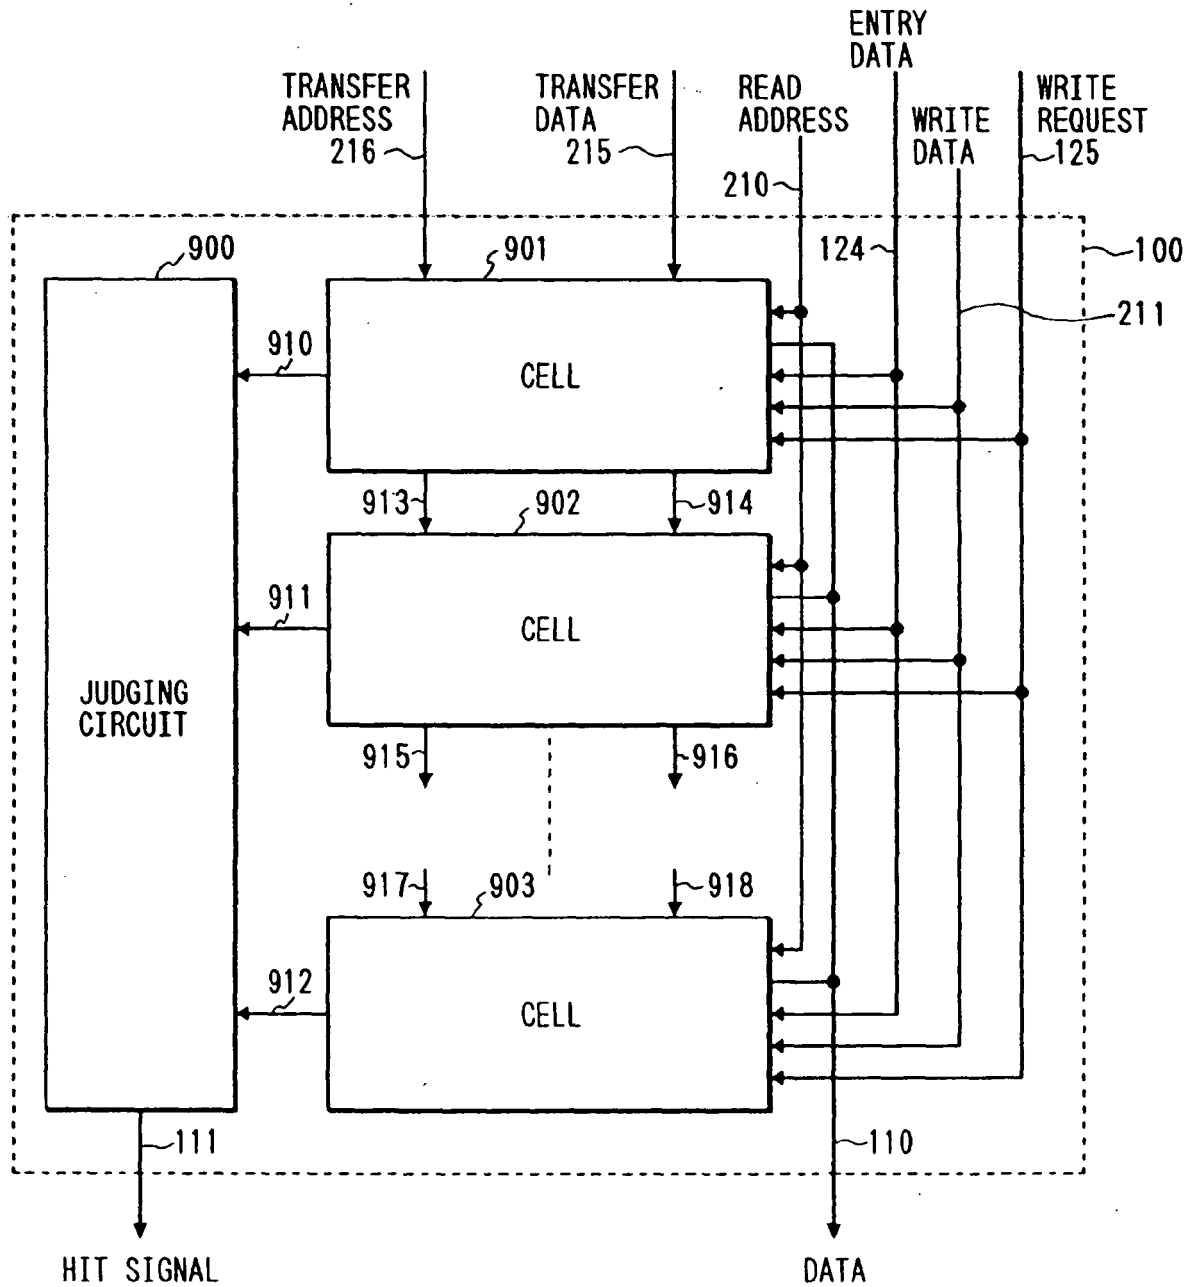 ENTRY
DATA
TRANSFER
ADDRESS
216
TRANSFER
DATA
215
READ
ADDRESS
210
WRITE
DATA
WRITE
REQUEST
125
124
100
211
900
901
910
CELL
913
902
914
911
CELL
JUDGING
CIRCUIT
915
916
917
903
918
912
CELL
111
110
HIT SIGNAL
DATA